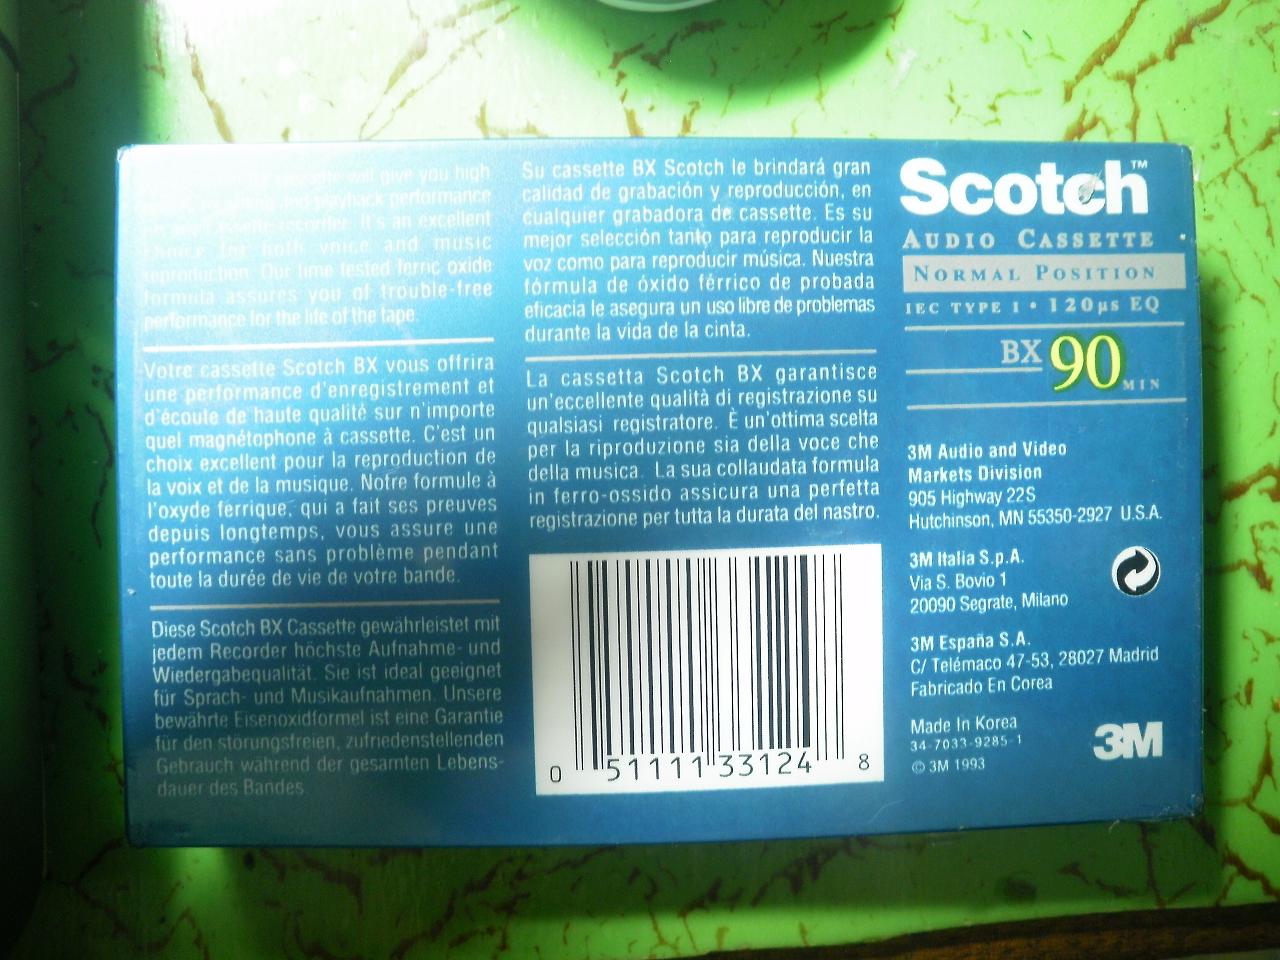 cassette will give you high
and playback performance
cassette recorder. It's an excellent
choice for both voice and music
reproduction. Our time tested ferric oxide
formula assures you of trouble-free
performance for the life of the tape.
Votre cassette Scotch BX vous offrira
une performance d'enregistrement et
d'écoute de haute qualité sur n'importe
quel magnétophone à cassette. C'est un
choix excellent pour la reproduction de
la voix et de la musique. Notre formule à
l'oxyde ferrique, qui a fait ses preuves
depuis longtemps, vous assure une
performance sans problème pendant
toute la durée de vie de votre bande.
Diese Scotch BX Cassette gewährleistet mit
jedem Recorder höchste Aufnahme- und
Wiedergabequalität. Sie ist ideal geeignet
für Sprach- und Musikaufnahmen. Unsere
bewährte Eisenoxidformel ist eine Garantie
für den störungsfreien, zufriedenstellenden
Gebrauch während der gesamten Lebens-
dauer des Bandes.
Su cassette BX Scotch le brindará gran
calidad de grabación y reproducción, en
cualquier grabadora de cassette. Es su
mejor selección tanto para reproducir la
voz como para reproducir música. Nuestra
fórmula de óxido férrico de probada
eficacia le asegura un uso libre de problemas
durante la vida de la cinta.
La cassetta Scotch BX garantisce
un'eccellente qualità di registrazione su
qualsiasi registratore. È un'ottima scelta
per la riproduzione sia della voce che
della musica. La sua collaudata formula
in ferro-ossido assicura una perfetta
registrazione per tutta la durata del nastro.
0 51111 33124 8
Scotch™
AUDIO CASSETTE
NORMAL POSITION
IEC TYPE I • 120µs EQ
BX 90 MIN
3M Audio and Video
Markets Division
905 Highway 22S
Hutchinson, MN 55350-2927 U.S.A.
3M Italia S.p.A.
Via S. Bovio 1
20090 Segrate, Milano
3M España S.A.
C/ Telémaco 47-53, 28027 Madrid
Fabricado En Corea
Made In Korea
34-7033-9285-1
© 3M 1993
3M